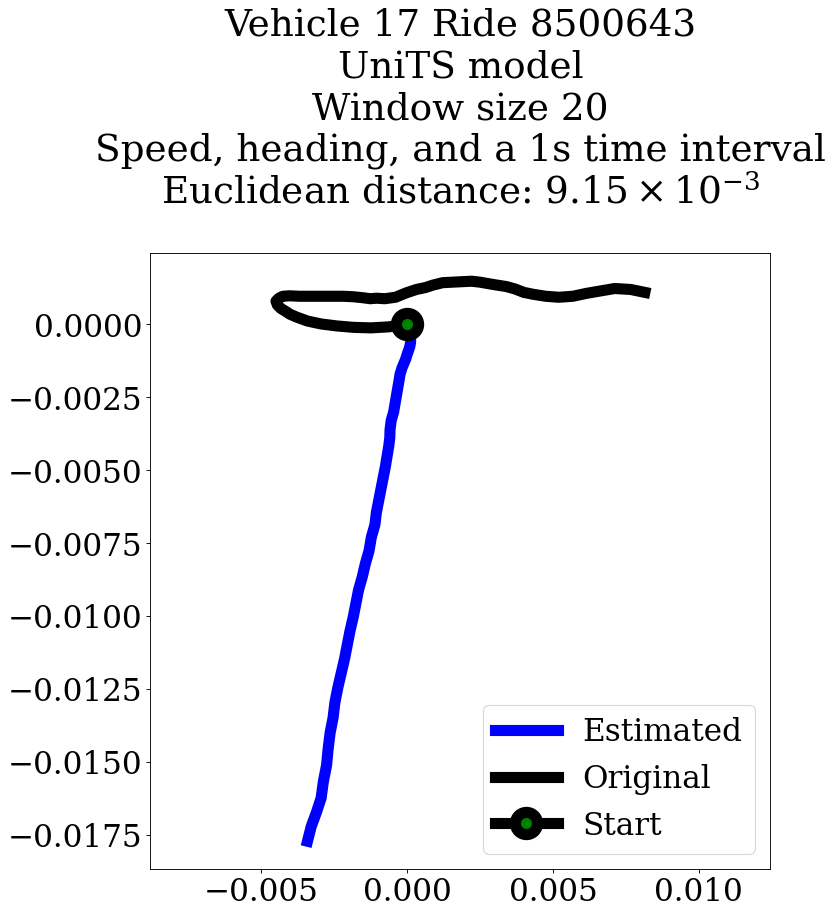 Vehicle 17 Ride 8500643
UniTS model
Window size 20
Speed, heading, and a 1s time interval
Euclidean distance: 9.15 × 10⁻³
0.0000
−0.0025
−0.0050
−0.0075
−0.0100
−0.0125
−0.0150
−0.0175
Estimated
Original
Start
−0.005 0.000 0.005 0.010